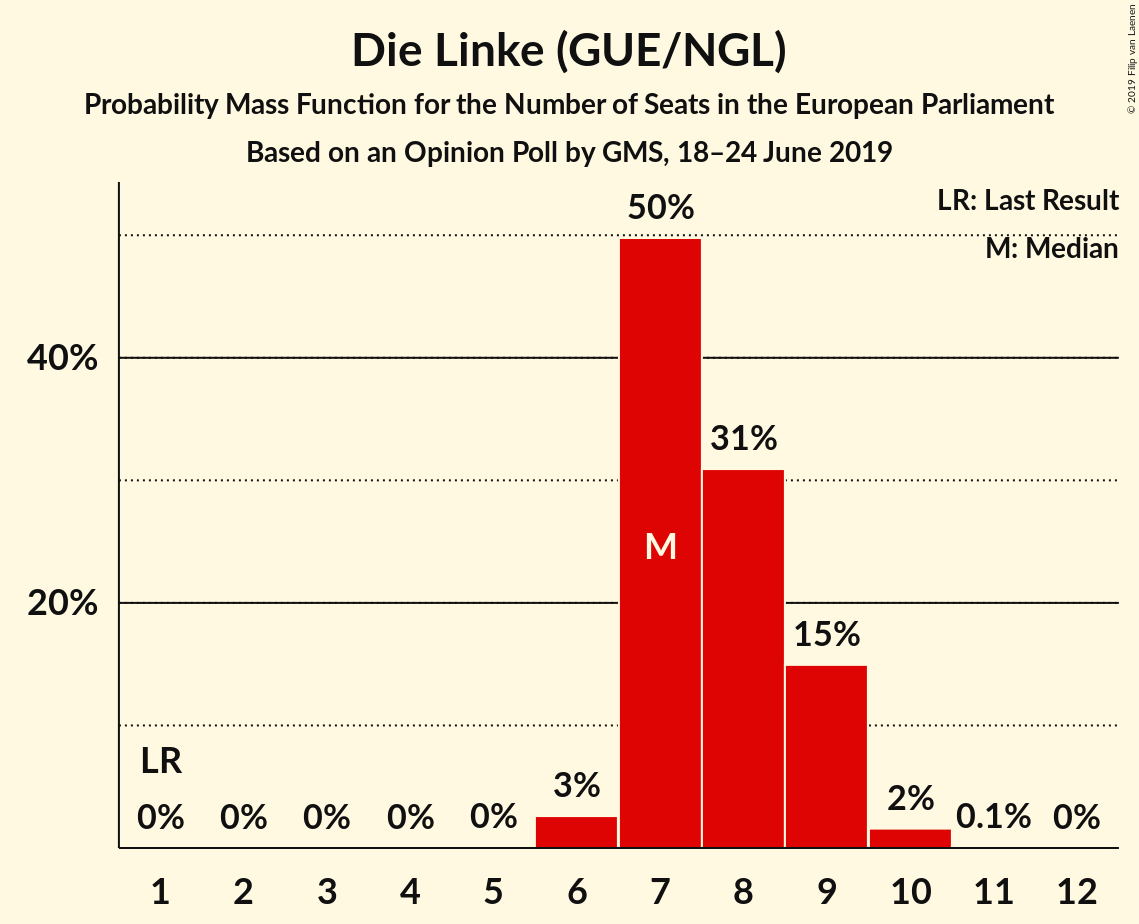 Die Linke (GUE/NGL)
Probability Mass Function for the Number of Seats in the European Parliament
Based on an Opinion Poll by GMS, 18–24 June 2019
© 2019 Filip van Laenen
LR: Last Result
M: Median
50%
40%
31%
M
20%
15%
LR
0% 0% 0% 0% 0% 3% 2% 0.1% 0%
1 2 3 4 5 6 7 8 9 10 11 12